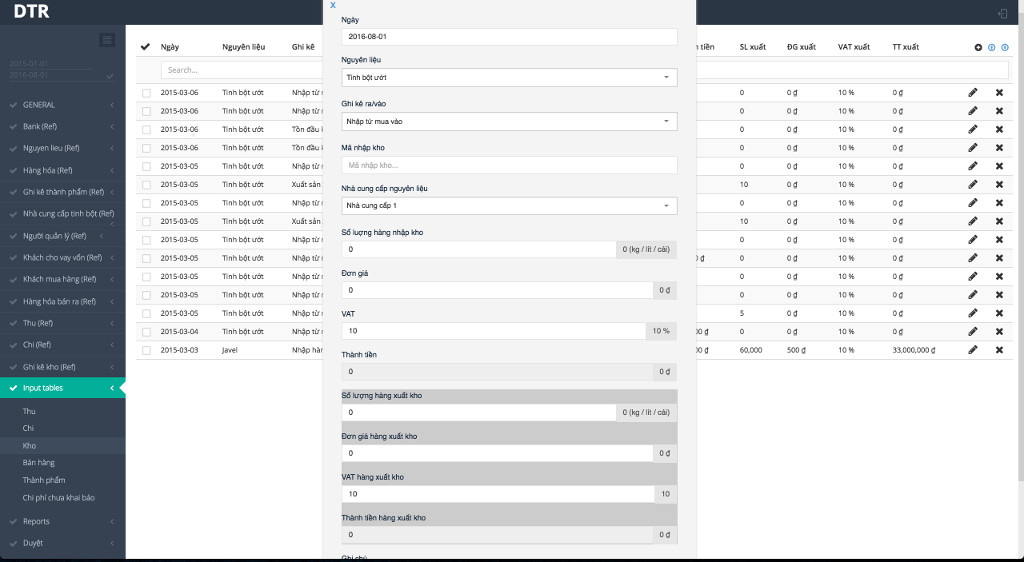 DTR
X
2015-01-01
2016-08-01
GENERAL
Bank (Ref)
Nguyen lieu (Ref)
Hàng hóa (Ref)
Ghi kê thành phẩm (Ref)
Nhà cung cấp tinh bột (Ref)
Người quản lý (Ref)
Khách cho vay vốn (Ref)
Khách mua hàng (Ref)
Hàng hóa bán ra (Ref)
Thu (Ref)
Chi (Ref)
Ghi kê kho (Ref)
Input tables
Thu
Chi
Kho
Bán hàng
Thành phẩm
Chi phí chưa khai báo
Reports
Duyệt
Ngày Nguyên liệu Ghi kê
Search...
2015-03-06 Tinh bột ướt Nhập từ
2015-03-06 Tinh bột ướt Nhập từ
2015-03-06 Tinh bột ướt Tồn đầu
2015-03-06 Tinh bột ướt Tồn đầu
2015-03-05 Tinh bột ướt Nhập từ
2015-03-05 Tinh bột ướt Xuất sản
2015-03-05 Tinh bột ướt Nhập từ
2015-03-05 Tinh bột ướt Xuất sản
2015-03-05 Tinh bột ướt Nhập từ
2015-03-05 Tinh bột ướt Nhập từ
2015-03-05 Tinh bột ướt Nhập từ
2015-03-05 Tinh bột ướt Nhập từ
2015-03-05 Tinh bột ướt Nhập từ
2015-03-04 Tinh bột ướt Nhập từ
2015-03-03 Javel Nhập
Ngày
2016-08-01
Nguyên liệu
Tinh bột ướt
Ghi kê ra/vào
Nhập từ mua vào
Mã nhập kho
Mã nhập kho...
Nhà cung cấp nguyên liệu
Nhà cung cấp 1
Số lượng hàng nhập kho
0 0 (kg / lít / cái)
Đơn giá
0 0 ₫
VAT
10 10 %
Thành tiền
0 0 ₫
Số lượng hàng xuất kho
0 0 (kg / lít / cái)
Đơn giá hàng xuất kho
0 0 ₫
VAT hàng xuất kho
10 10
Thành tiền hàng xuất kho
0 0 ₫
Ghi chú
tiền SL xuất ĐG xuất VAT xuất TT xuất
0 0 ₫ 10 % 0 ₫
0 0 ₫ 10 % 0 ₫
0 0 ₫ 10 % 0 ₫
0 0 ₫ 10 % 0 ₫
0 0 ₫ 10 % 0 ₫
10 0 ₫ 10 % 0 ₫
0 0 ₫ 10 % 0 ₫
10 0 ₫ 10 % 0 ₫
0 0 ₫ 10 % 0 ₫
0 ₫ 0 0 ₫ 10 % 0 ₫
0 0 ₫ 10 % 0 ₫
0 0 ₫ 10 % 0 ₫
5 0 ₫ 10 % 0 ₫
00 ₫ 0 0 ₫ 10 % 0 ₫
00 ₫ 60,000 500 ₫ 10 % 33,000,000 ₫